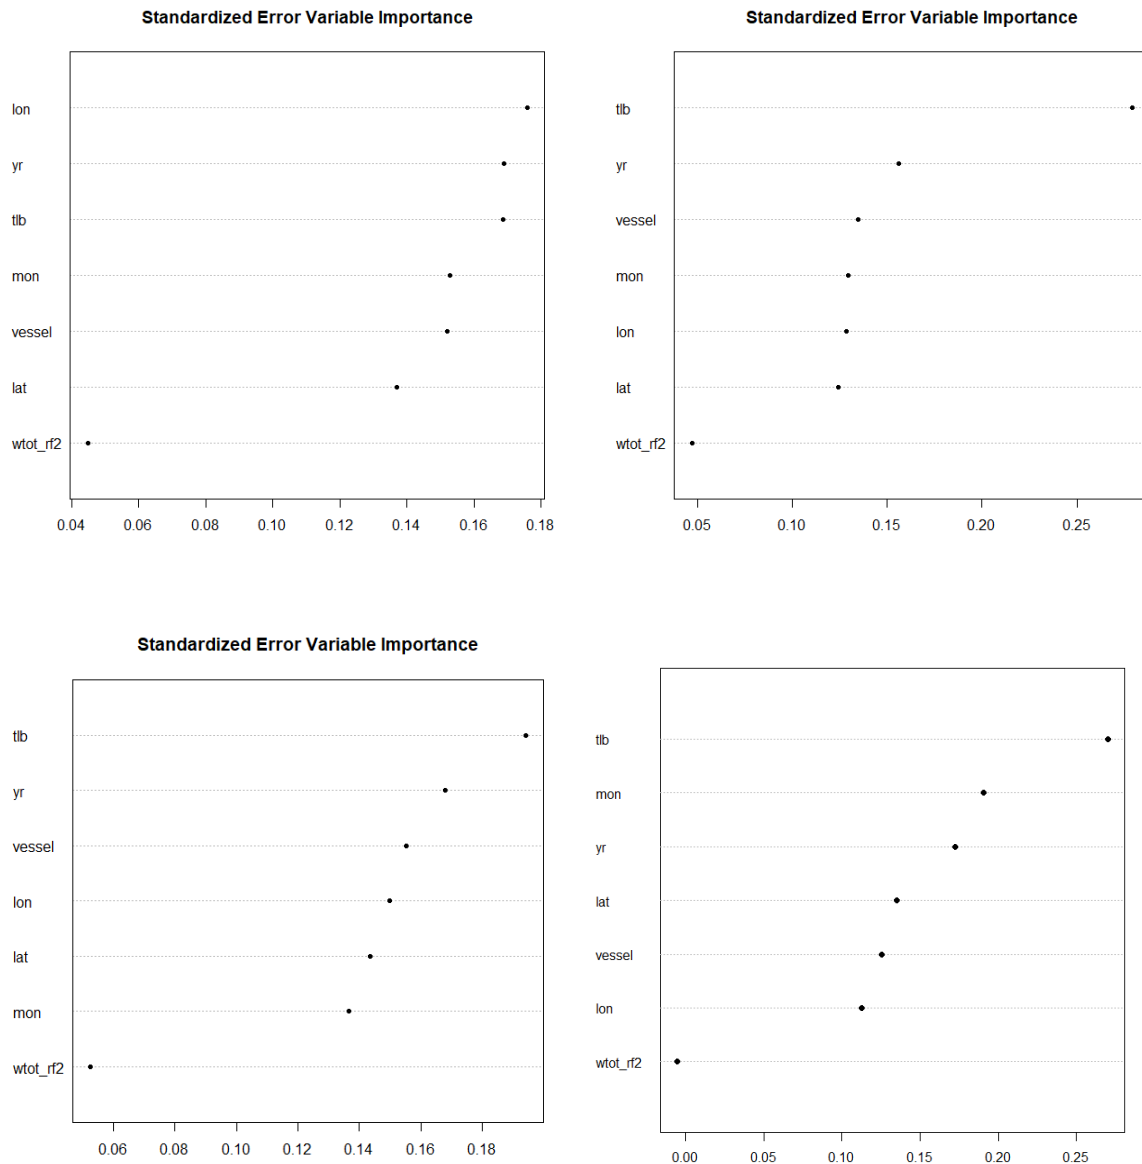 Standardized Error Variable Importance
lon
yr
tlb
mon
vessel
lat
wtot_rf2
0.04 0.06 0.08 0.10 0.12 0.14 0.16 0.18
Standardized Error Variable Importance
tlb
yr
vessel
mon
lon
lat
wtot_rf2
0.05 0.10 0.15 0.20 0.25
Standardized Error Variable Importance
tlb
yr
vessel
lon
lat
mon
wtot_rf2
0.06 0.08 0.10 0.12 0.14 0.16 0.18
tlb
mon
yr
lat
vessel
lon
wtot_rf2
0.00 0.05 0.10 0.15 0.20 0.25